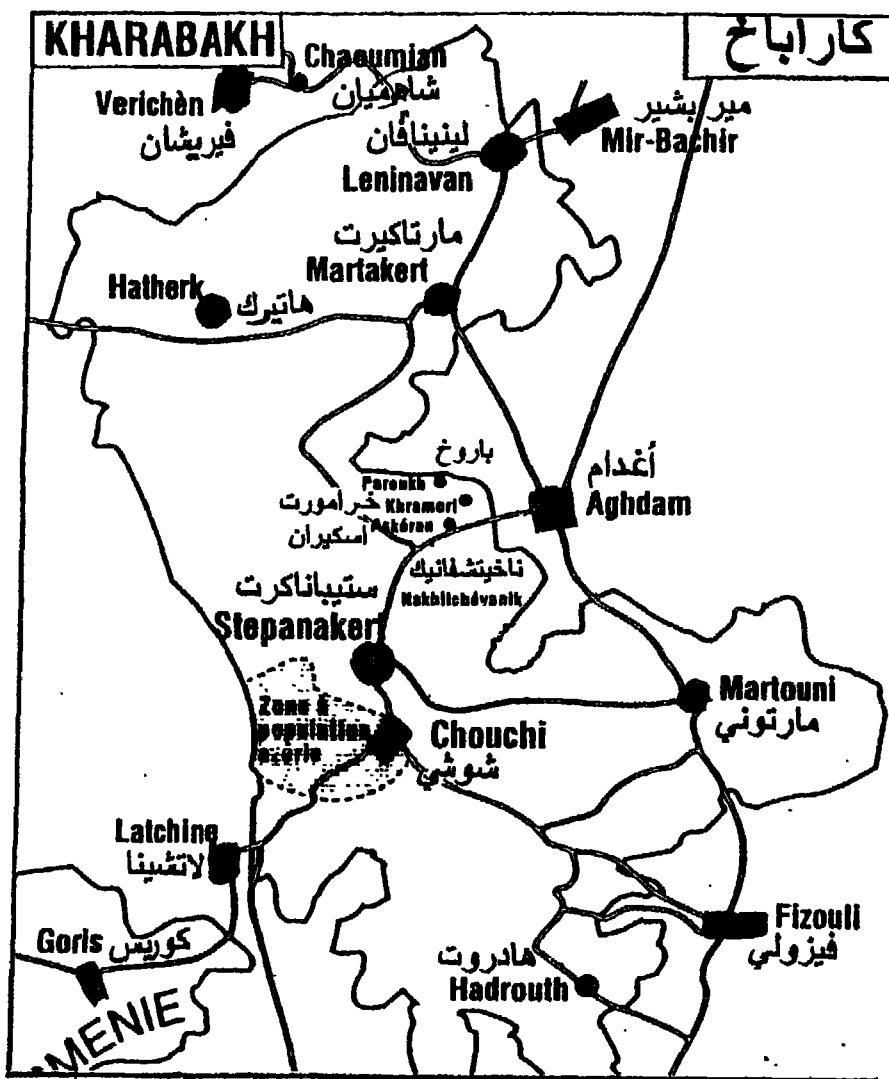 KHARABAKH
كاراباخ
Chaoumian
شاهوميان
Verichèn
فيريشان
مير بشير
Mir-Bachir
لينينافان
Leninavan
مارتاكيرت
Martakert
Hatherk
هاتيرك
باروخ
Paroukh
خرامورت
Khramort
أسكيران
Askéran
أغدام
Aghdam
ناخيتشفانيك
Nakhitchévanik
ستيباناكرت
Stepanakert
Zone à
population
azerie
Chouchi
شوشي
Martouni
مارتوني
Latchine
لاتشينا
Goris كوريس
Fizouli
فيزولي
هادروت
Hadrouth
MENIE